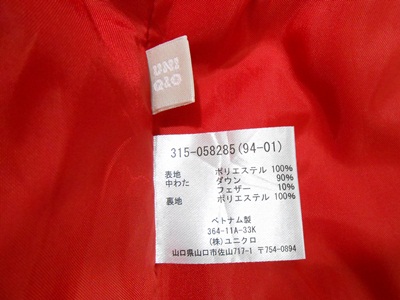 UNI
QLO
315-058285(94-01)
表地 ポリエステル 100%
中わた ダウン 90%
フェザー 10%
裏地 ポリエステル 100%
ベトナム製
364-11A-33K
(株)ユニクロ
山口県山口市佐山717-1 〒754-0894